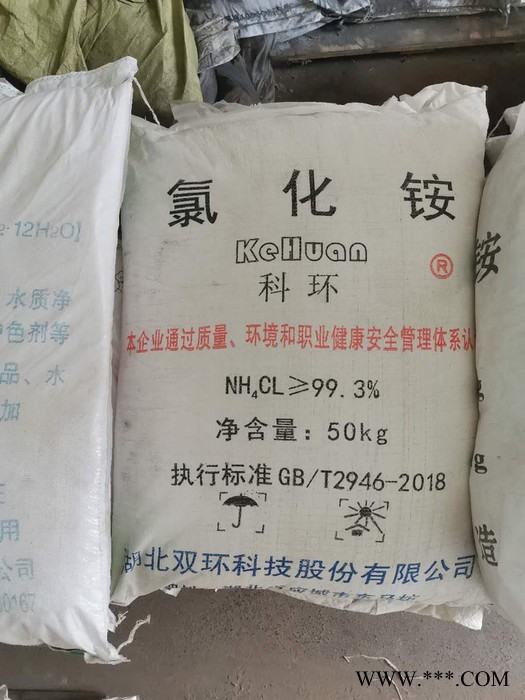 氯化铵
KeHuan
®
科环
本企业通过质量、环境和职业健康安全管理体系认
NH₄CL≥99.3%
净含量：50kg
执行标准GB/T2946-2018
湖北双环科技股份有限公司
12H₂O]
水质净
色剂等
品、水
加
用
公司
铵
g
造
www.***.com